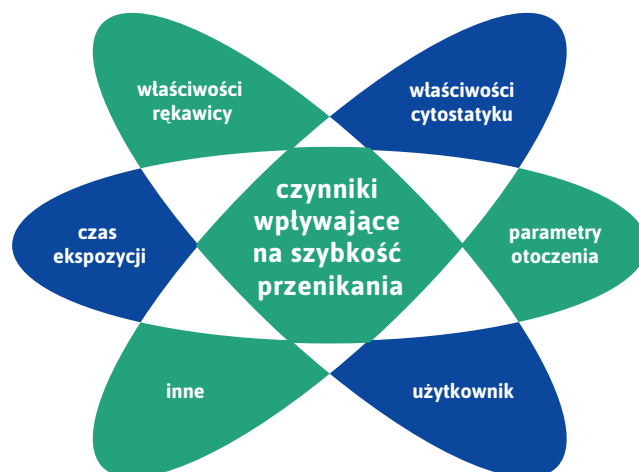 właściwości
rękawicy
właściwości
cytostatyku
czynniki
wpływające
na szybkość
przenikania
czas
ekspozycji
parametry
otoczenia
inne
użytkownik